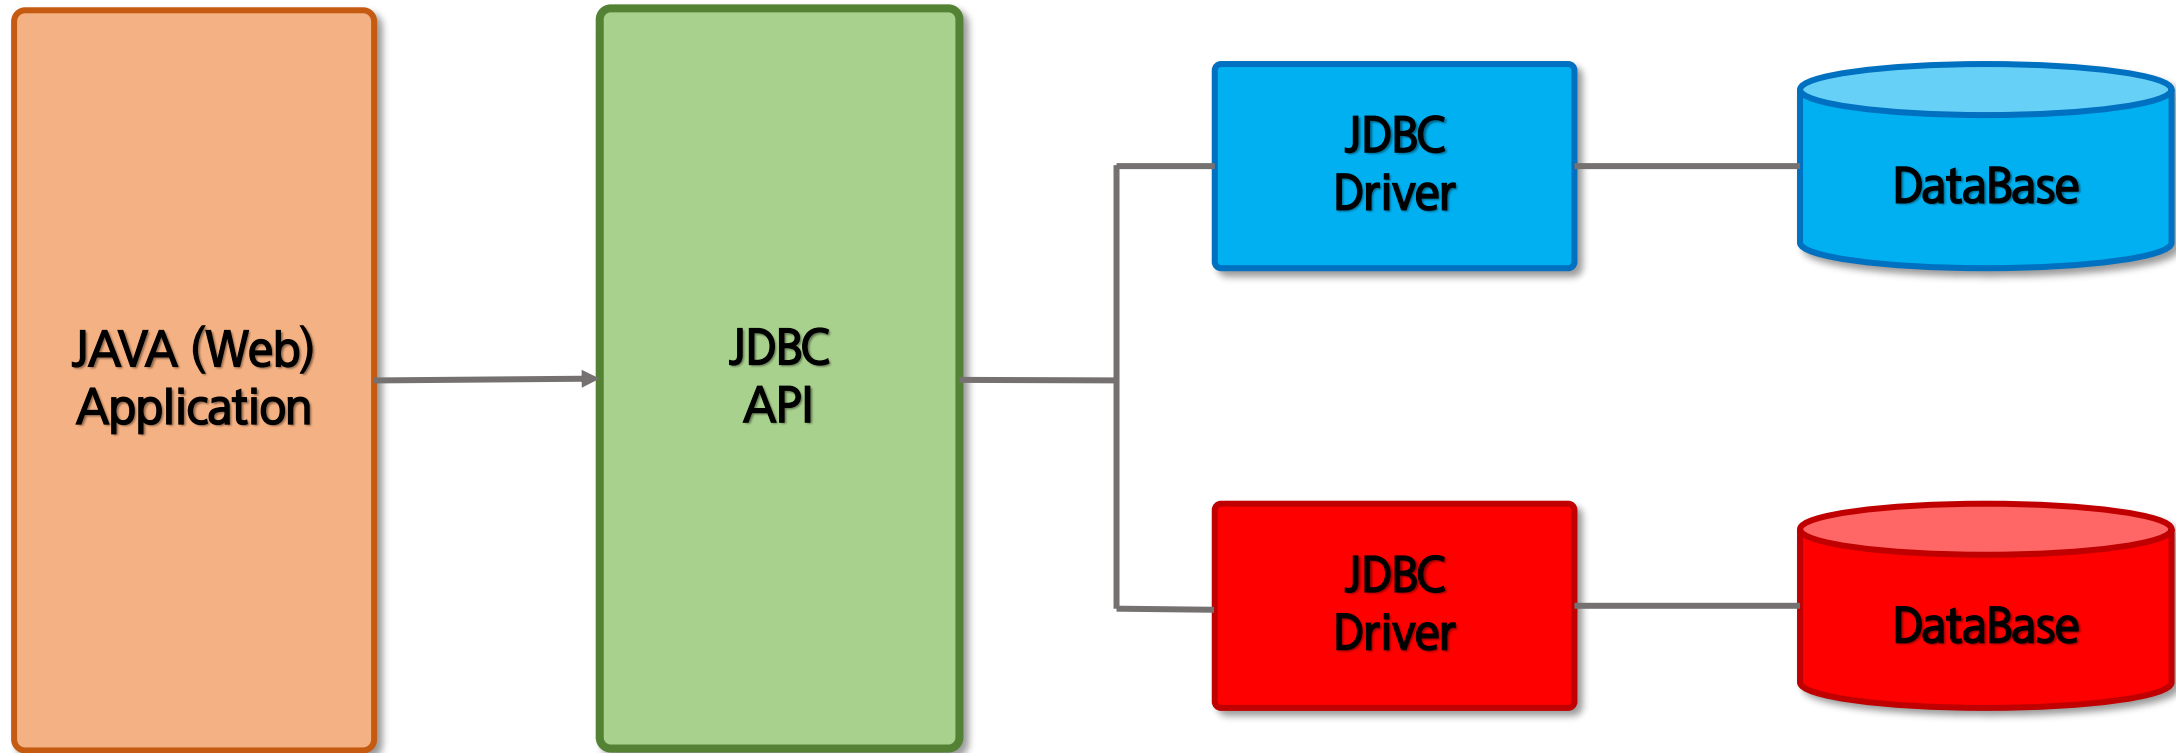 JAVA (Web)
Application
JDBC
API
JDBC
Driver
DataBase
JDBC
Driver
DataBase